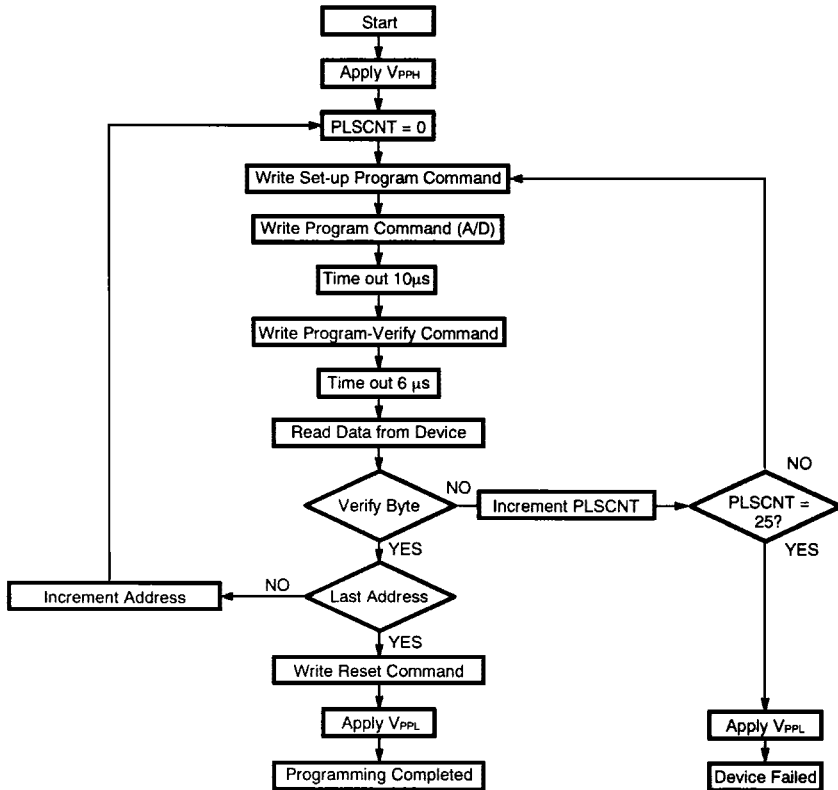 Start
Apply VPPH
PLSCNT = 0
Write Set-up Program Command
Write Program Command (A/D)
Time out 10µs
Write Program-Verify Command
Time out 6 µs
Read Data from Device
Verify Byte
NO
Increment PLSCNT
PLSCNT =
25?
NO
YES
YES
Last Address
NO
Increment Address
YES
Write Reset Command
Apply VPPL
Programming Completed
Apply VPPL
Device Failed